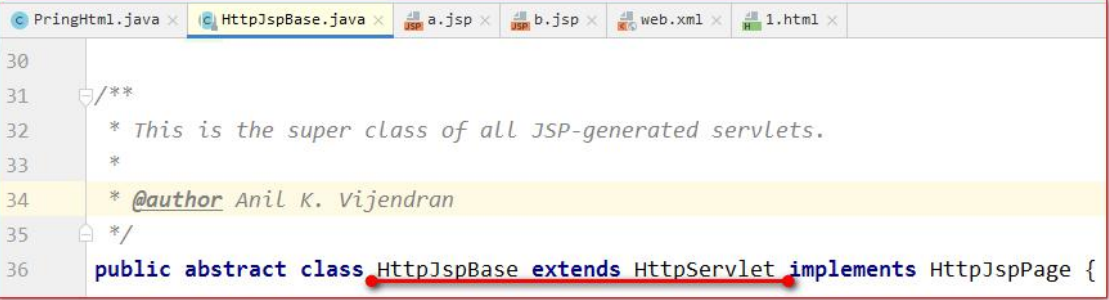 PringHtml.java HttpJspBase.java a.jsp b.jsp web.xml 1.html
30
31 /**
32 * This is the super class of all JSP-generated servlets.
33 *
34 * @author Anil K. Vijendran
35 */
36 public abstract class HttpJspBase extends HttpServlet implements HttpJspPage {